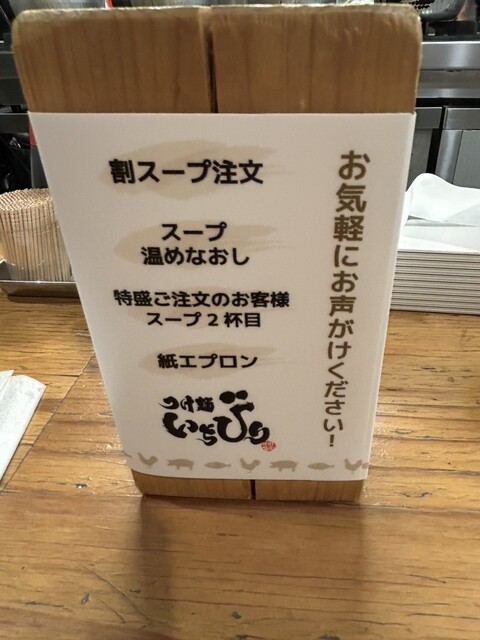 お気軽にお声がけください！
割スープ注文
スープ
温めなおし
特盛ご注文のお客様
スープ2杯目
紙エプロン
つけ麺
いちびり